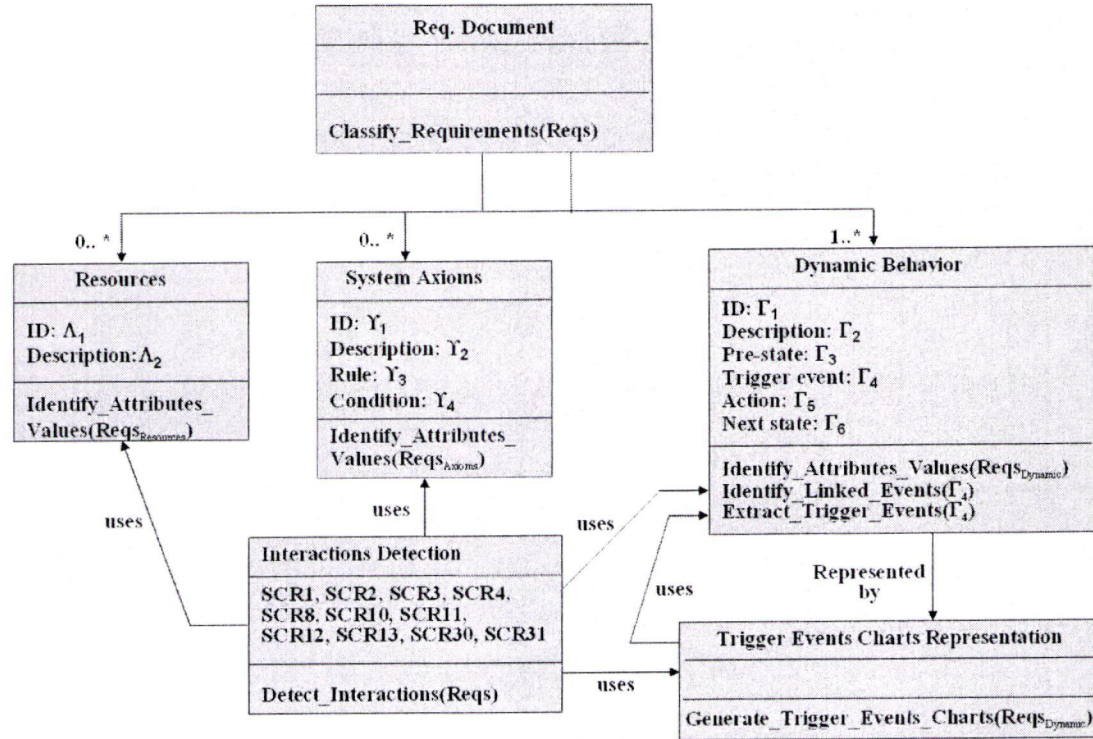 Req. Document
Classify_Requirements(Reqs)
0.. *
0.. *
1..*
Resources
ID: Λ1
Description:Λ2
Identify_Attributes_
Values(ReqsResources)
System Axioms
ID: ϒ1
Description: ϒ2
Rule: ϒ3
Condition: ϒ4
Identify_Attributes_
Values(ReqsAxioms)
Dynamic Behavior
ID: Γ1
Description: Γ2
Pre-state: Γ3
Trigger event: Γ4
Action: Γ5
Next state: Γ6
Identify_Attributes_Values(ReqsDynamic)
Identify_Linked_Events(Γ4)
Extract_Trigger_Events(Γ4)
uses
uses
uses
uses
Represented
by
Interactions Detection
SCR1, SCR2, SCR3, SCR4,
SCR8, SCR10, SCR11,
SCR12, SCR13, SCR30, SCR31
Detect_Interactions(Reqs)
uses
Trigger Events Charts Representation
Generate_Trigger_Events_Charts(ReqsDynamic)